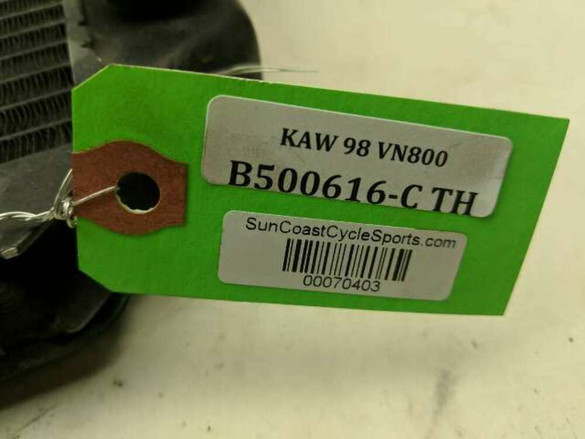 KAW 98 VN800
B500616-C TH
SunCoastCycleSports.com
00070403